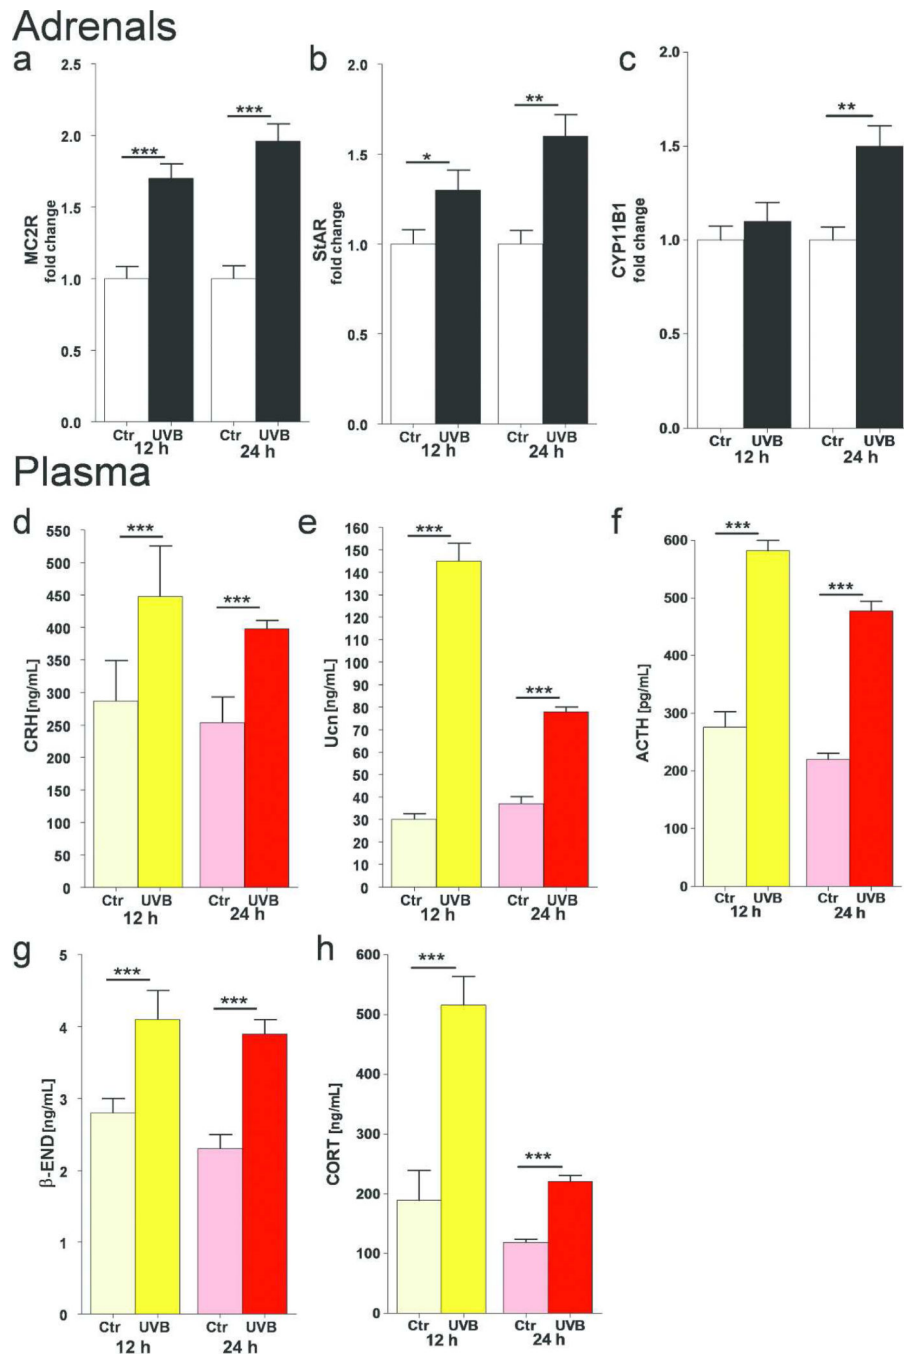 Adrenals
a
2.5
2.0
1.5
1.0
0.5
0.0
MC2R
fold change
***
***
Ctr UVB Ctr UVB
12 h 24 h
b
2.0
1.5
1.0
0.5
0.0
StAR
fold change
*
**
Ctr UVB Ctr UVB
12 h 24 h
c
2.0
1.5
1.0
0.5
0.0
CYP11B1
fold change
**
Ctr UVB Ctr UVB
12 h 24 h
Plasma
d
550
500
450
400
350
300
250
200
150
100
50
0
CRH[ng/mL]
***
***
Ctr UVB Ctr UVB
12 h 24 h
e
160
150
140
130
120
110
100
90
80
70
60
50
40
30
20
10
0
Ucn[ng/mL]
***
***
Ctr UVB Ctr UVB
12 h 24 h
f
600
500
300
200
100
0
ACTH [pg/mL]
***
***
Ctr UVB Ctr UVB
12 h 24 h
g
5
4
3
2
1
0
β-END [ng/mL]
***
***
Ctr UVB Ctr UVB
12 h 24 h
h
600
500
400
300
200
100
0
CORT [ng/mL]
***
***
Ctr UVB Ctr UVB
12 h 24 h